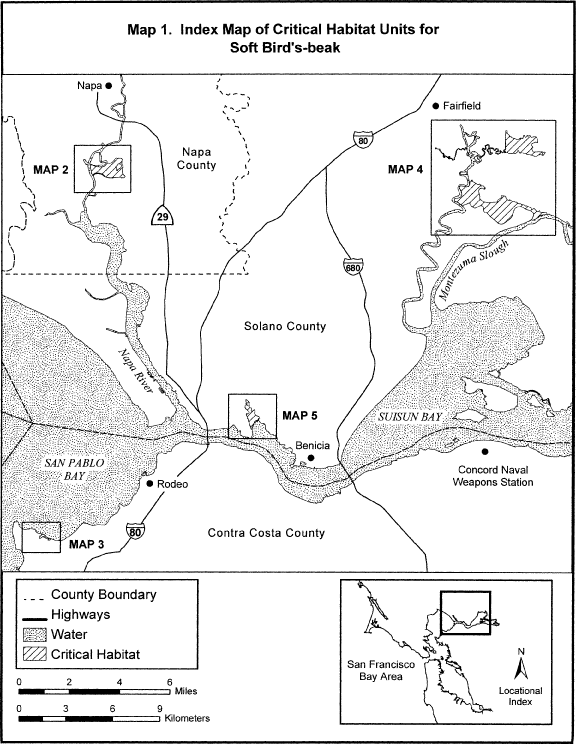 Map 1. Index Map of Critical Habitat Units for
Soft Bird's-beak
Napa
Fairfield
80
Napa
County
MAP 2
MAP 4
29
Montezuma Slough
680
Solano County
Napa River
MAP 5
SUISUN BAY
Benicia
SAN PABLO
BAY
Concord Naval
Weapons Station
Rodeo
80
Contra Costa County
MAP 3
County Boundary
Highways
Water
Critical Habitat
0 2 4 6
Miles
0 3 6 9
Kilometers
San Francisco
Bay Area
N
Locational
Index